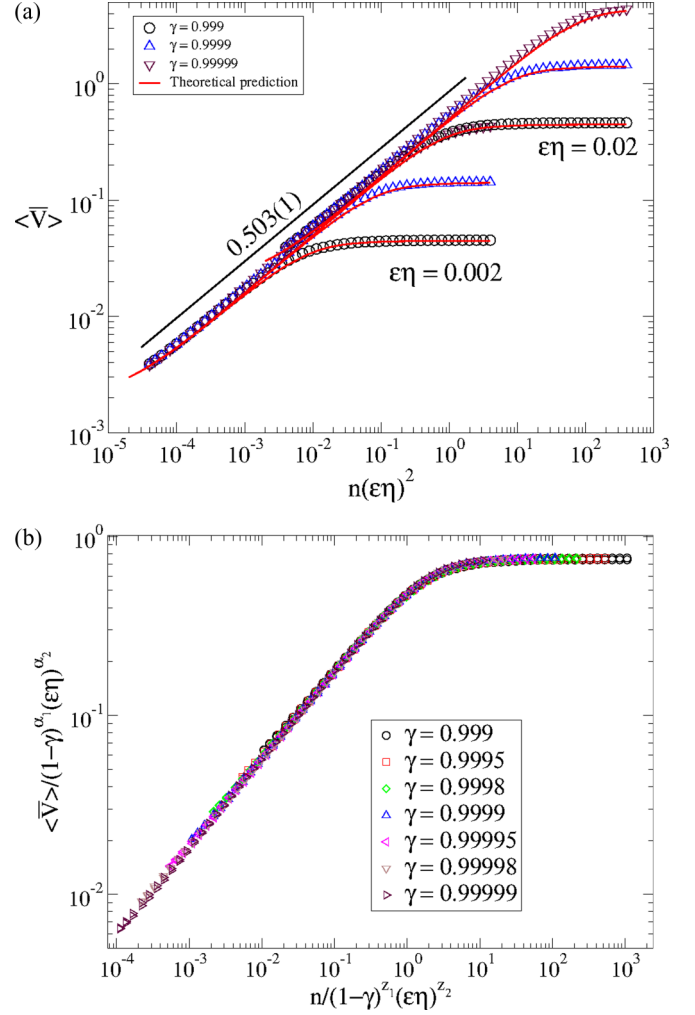 (a)
γ = 0.999
γ = 0.9999
γ = 0.99999
Theoretical prediction
10^0
10^-1
10^-2
10^-3
<V̅>
0.503(1)
εη = 0.02
εη = 0.002
10^-5 10^-4 10^-3 10^-2 10^-1 10^0 10^1 10^2 10^3
n(εη)^2
(b)
10^0
10^-1
10^-2
<V̅>/(1−γ)^α_1(εη)^α_2
γ = 0.999
γ = 0.9995
γ = 0.9998
γ = 0.9999
γ = 0.99995
γ = 0.99998
γ = 0.99999
10^-4 10^-3 10^-2 10^-1 10^0 10^1 10^2 10^3
n/(1−γ)^z_1(εη)^z_2